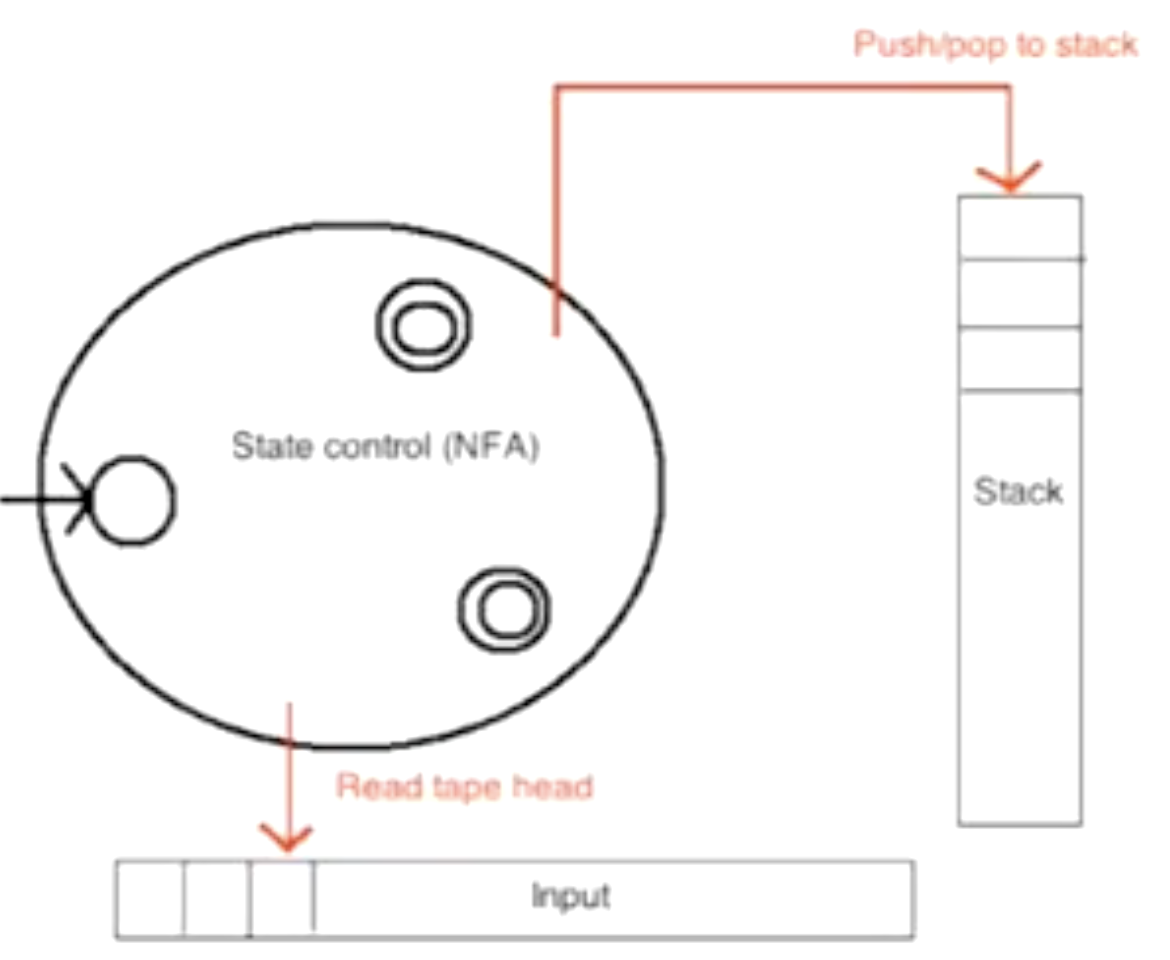 Push/pop to stack
State control (NFA)
Stack
Read tape head
Input